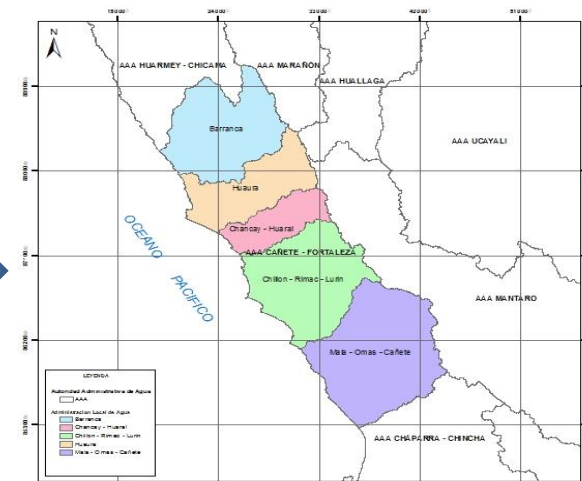 N
AAA HUARMEY - CHICAMA
AAA MARAÑON
AAA HUALLAGA
AAA UCAYALI
Barranca
Huaura
Chancay - Huaral
AAA CAÑETE - FORTALEZA
Chillon - Rimac - Lurin
AAA MANTARO
Mala - Omas - Cañete
AAA CHAPARRA - CHINCHA
OCEANO
PACIFICO
LEYENDA
Autoridad Administrativa de Agua
AAA
Administracion Local de Agua
Barranca
Chancay - Huaral
Chillon - Rimac - Lurin
Huaura
Mala - Omas - Cañete